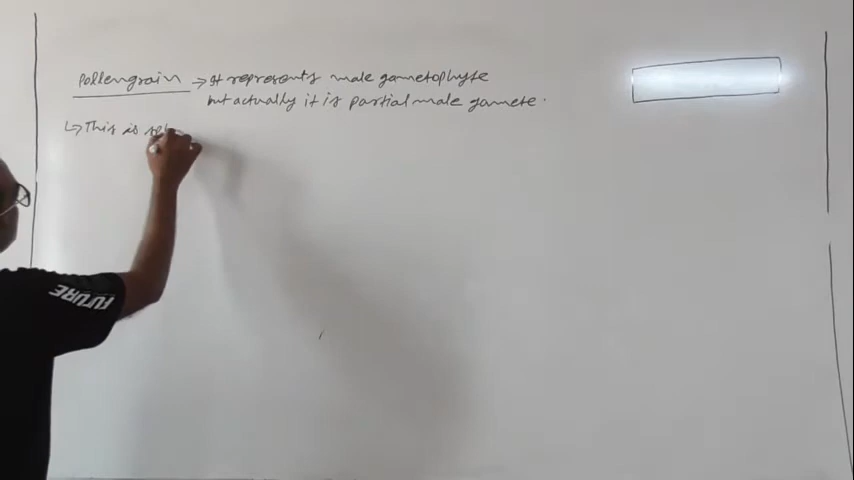 Pollengrain → It represents male gametophyte
but actually it is partial male gamete.
↳ This is
FUTURE